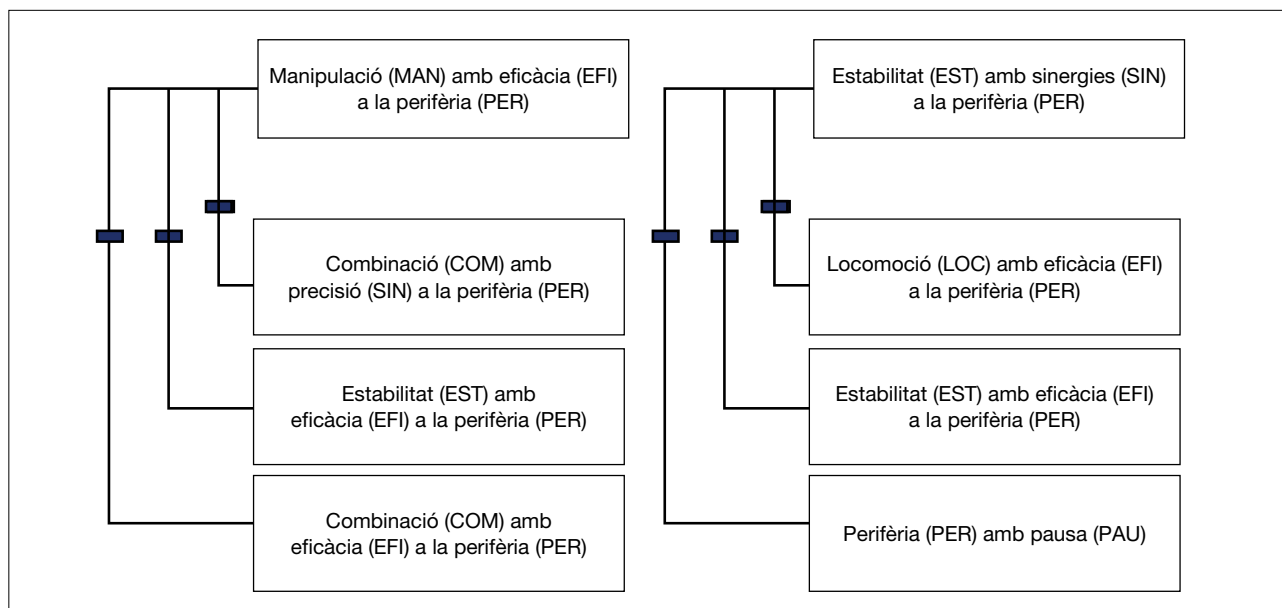 Manipulació (MAN) amb eficàcia (EFI)
a la perifèria (PER)
Combinació (COM) amb
precisió (SIN) a la perifèria (PER)
Estabilitat (EST) amb
eficàcia (EFI) a la perifèria (PER)
Combinació (COM) amb
eficàcia (EFI) a la perifèria (PER)
Estabilitat (EST) amb sinergies (SIN)
a la perifèria (PER)
Locomoció (LOC) amb eficàcia (EFI)
a la perifèria (PER)
Estabilitat (EST) amb eficàcia (EFI)
a la perifèria (PER)
Perifèria (PER) amb pausa (PAU)